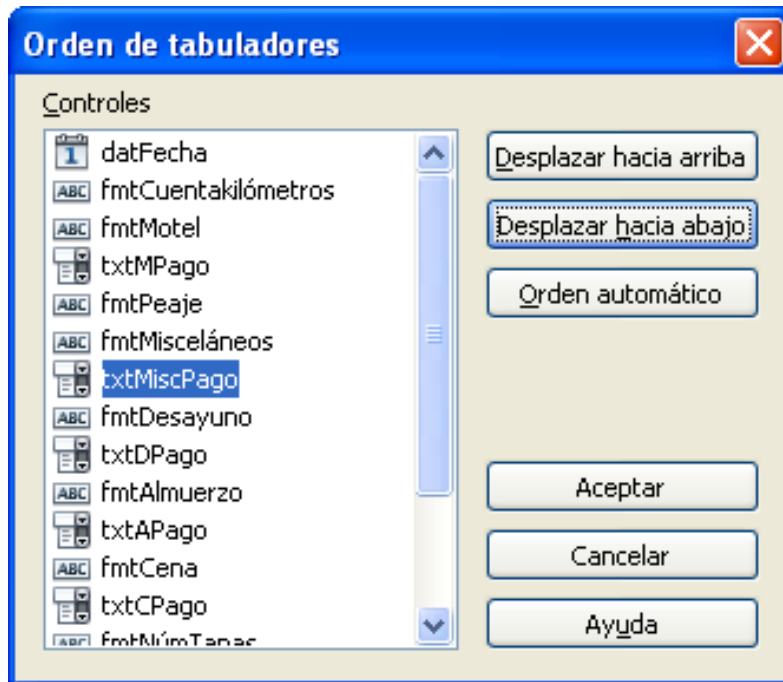 Orden de tabuladores
Controles
datFecha
fmtCuentakilómetros
fmtMotel
txtMPago
fmtPeaje
fmtMisceláneos
txtMiscPago
fmtDesayuno
txtDPago
fmtAlmuerzo
txtAPago
fmtCena
txtCPago
fmtNúmTapas
Desplazar hacia arriba
Desplazar hacia abajo
Orden automático
Aceptar
Cancelar
Ayuda